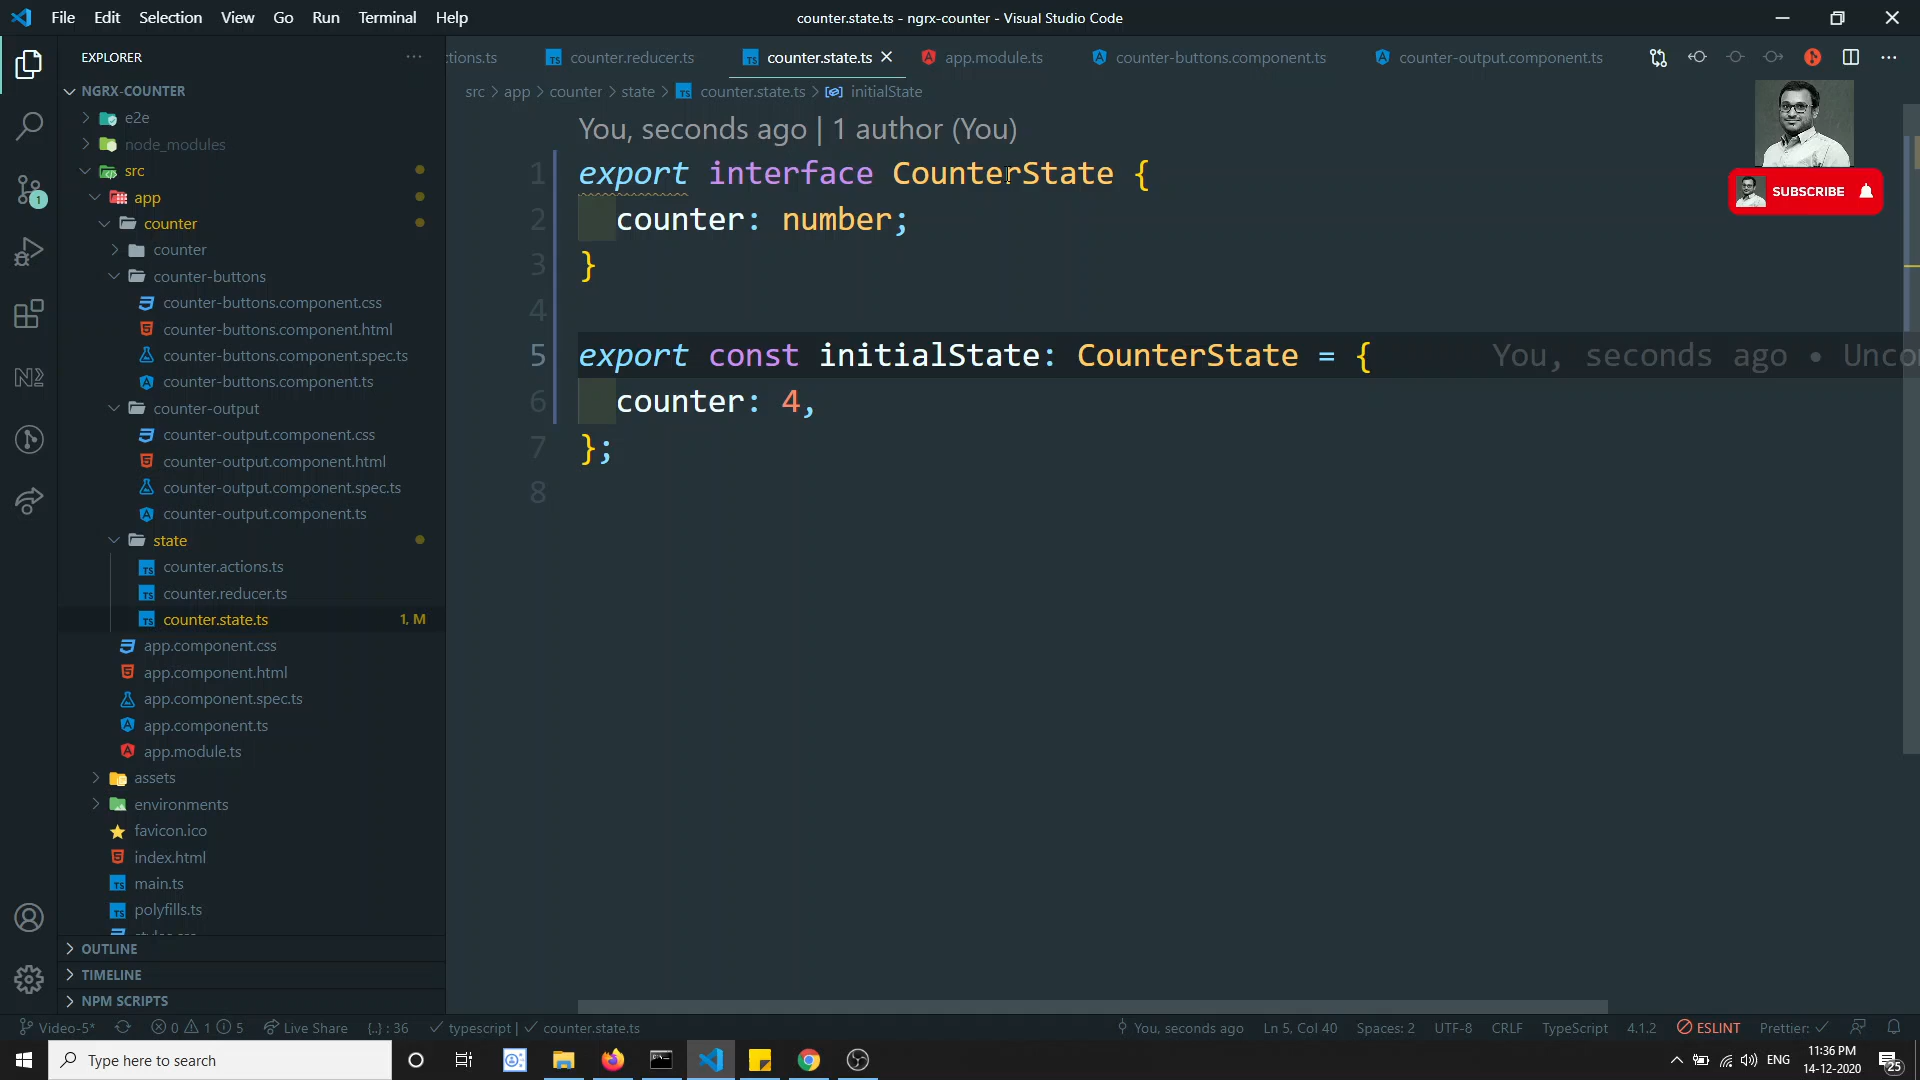 File Edit Selection View Go Run Terminal Help
counter.state.ts - ngrx-counter - Visual Studio Code
EXPLORER
NGRX-COUNTER
e2e
node_modules
src
app
counter
counter
counter-buttons
counter-buttons.component.css
counter-buttons.component.html
counter-buttons.component.spec.ts
counter-buttons.component.ts
counter-output
counter-output.component.css
counter-output.component.html
counter-output.component.spec.ts
counter-output.component.ts
state
counter.actions.ts
counter.reducer.ts
counter.state.ts 1, M
app.component.css
app.component.html
app.component.spec.ts
app.component.ts
app.module.ts
assets
environments
favicon.ico
index.html
main.ts
polyfills.ts
OUTLINE
TIMELINE
NPM SCRIPTS
tions.ts counter.reducer.ts counter.state.ts app.module.ts counter-buttons.component.ts counter-output.component.ts
src > app > counter > state > TS counter.state.ts > initialState
You, seconds ago | 1 author (You)
1 export interface CounterState {
2 counter: number;
3 }
4
5 export const initialState: CounterState = { You, seconds ago • Uncon
6 counter: 4,
7 };
8
SUBSCRIBE
Video-5* 0 1 5 Live Share {..} : 36 typescript | counter.state.ts
You, seconds ago Ln 5, Col 40 Spaces: 2 UTF-8 CRLF TypeScript 4.1.2 ESLINT Prettier: ✓
Type here to search
ENG
11:36 PM
14-12-2020
25